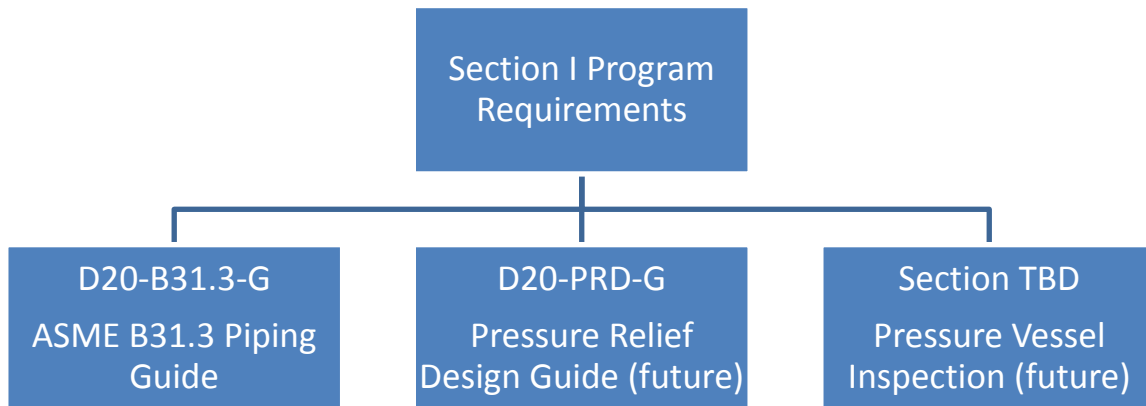 Section I Program
Requirements
D20-B31.3-G
ASME B31.3 Piping
Guide
D20-PRD-G
Pressure Relief
Design Guide (future)
Section TBD
Pressure Vessel
Inspection (future)